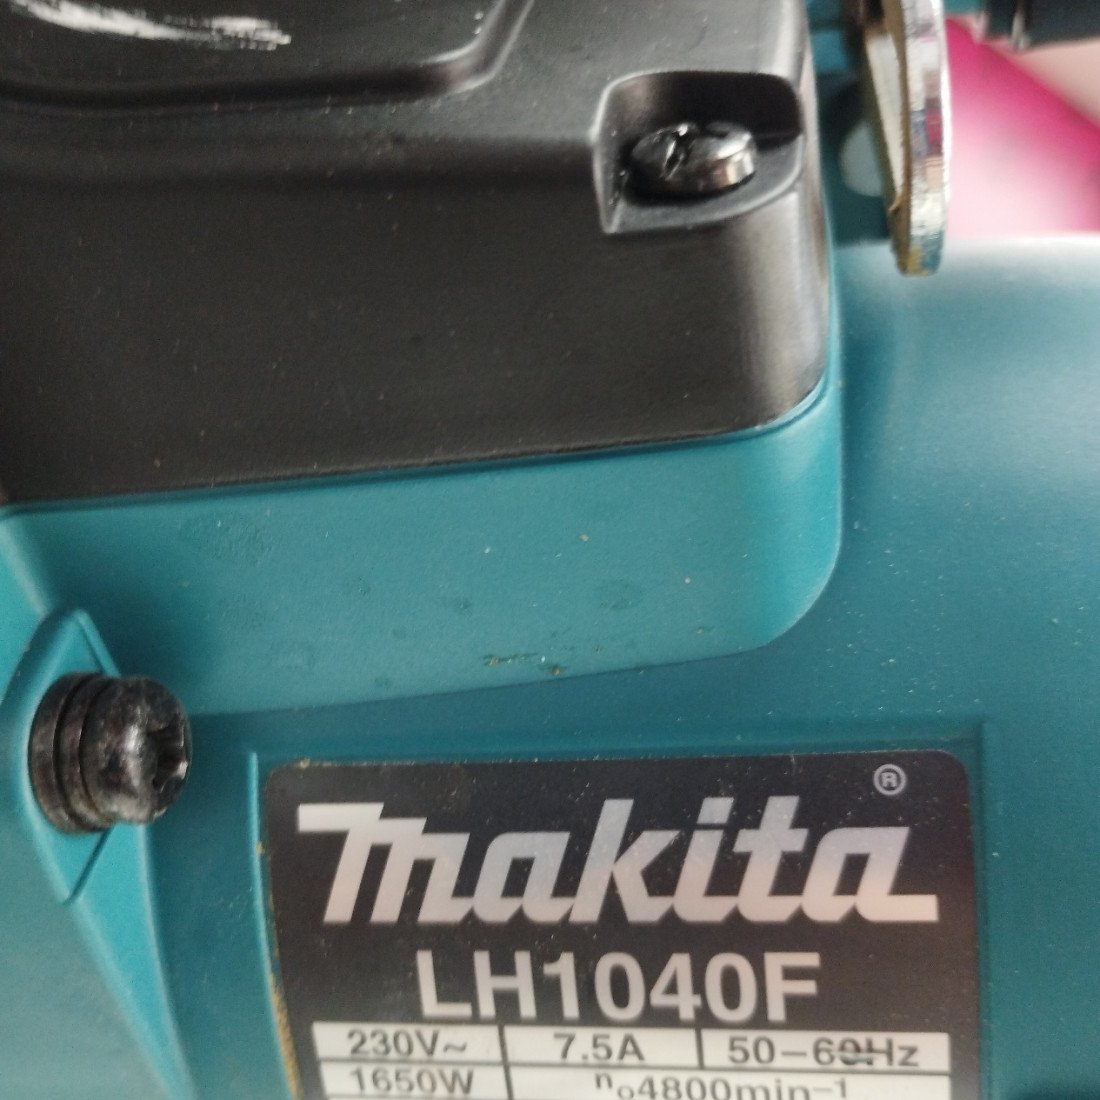 makita®
LH1040F
230V~ 7.5A 50-60Hz
1650W n₀4800min⁻¹